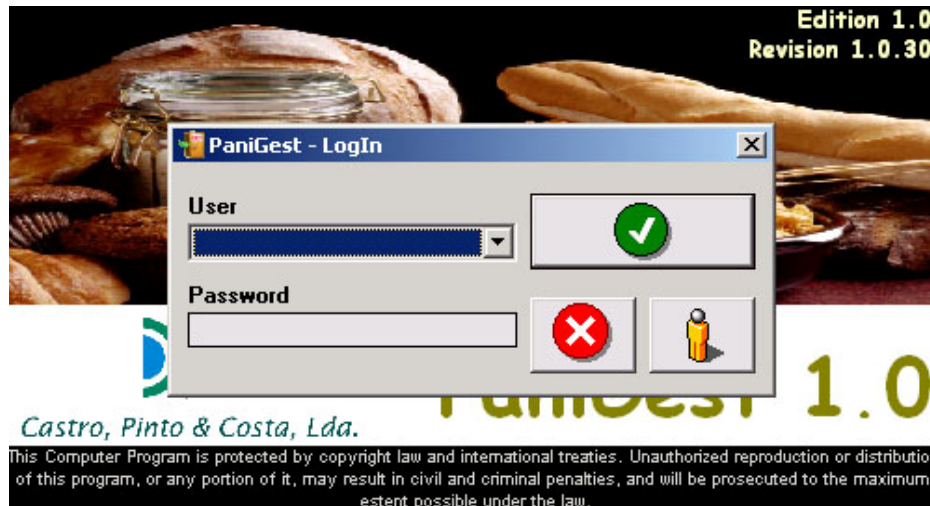 Edition 1.0
Revision 1.0.30
PaniGest - LogIn
User
Password
PaniGest 1.0
Castro, Pinto & Costa, Lda.
This Computer Program is protected by copyright law and international treaties. Unauthorized reproduction or distributio
of this program, or any portion of it, may result in civil and criminal penalties, and will be prosecuted to the maximum
estent possible under the law.